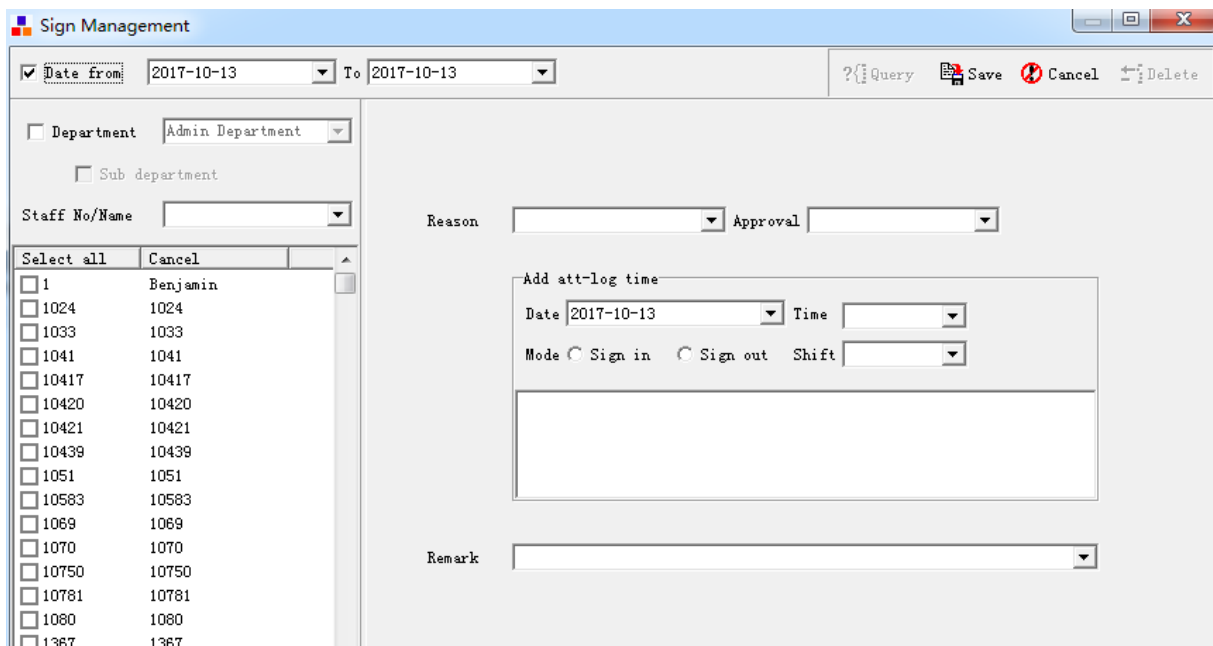 Sign Management
Date from 2017-10-13 To 2017-10-13 Query Save Cancel Delete
Department Admin Department
Sub department
Staff No/Name
Reason Approval
Select all Cancel
Add att-log time
1 Benjamin
1024 1024
Date 2017-10-13 Time
1033 1033
Mode Sign in Sign out Shift
1041 1041
10417 10417
10420 10420
10421 10421
10439 10439
1051 1051
10583 10583
1069 1069
1070 1070
Remark
10750 10750
10781 10781
1080 1080
1367 1367